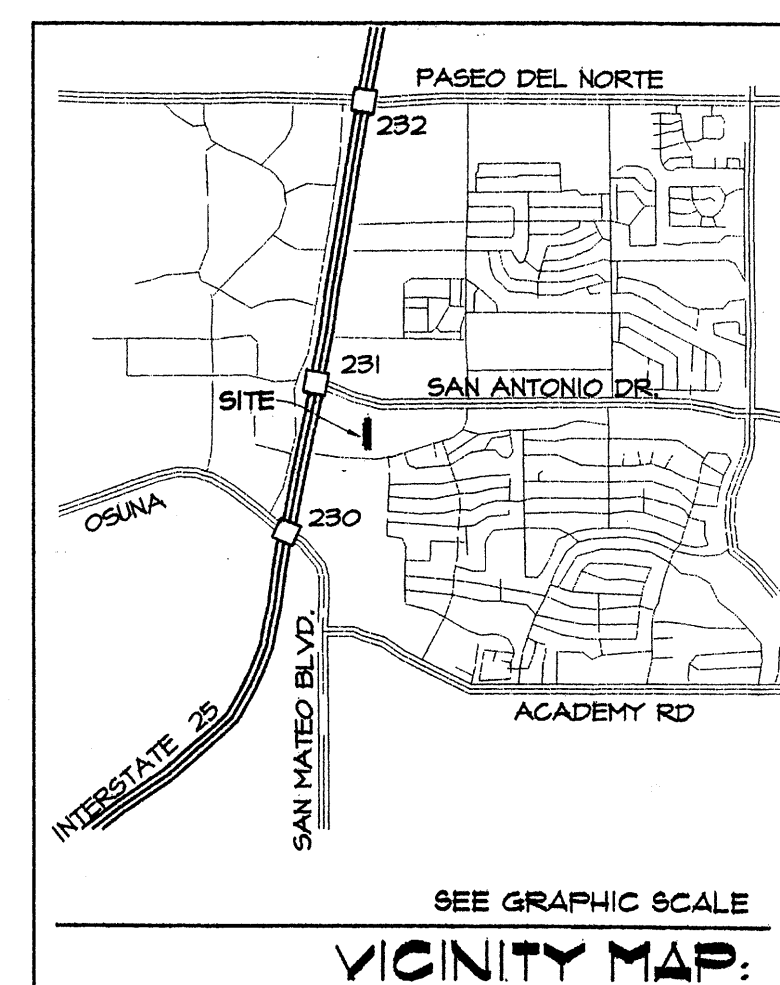 PASEO DEL NORTE
232
231
SITE
SAN ANTONIO DR.
OSUNA
230
SAN MATEO BLVD.
INTERSTATE 25
ACADEMY RD
SEE GRAPHIC SCALE
VICINITY MAP: